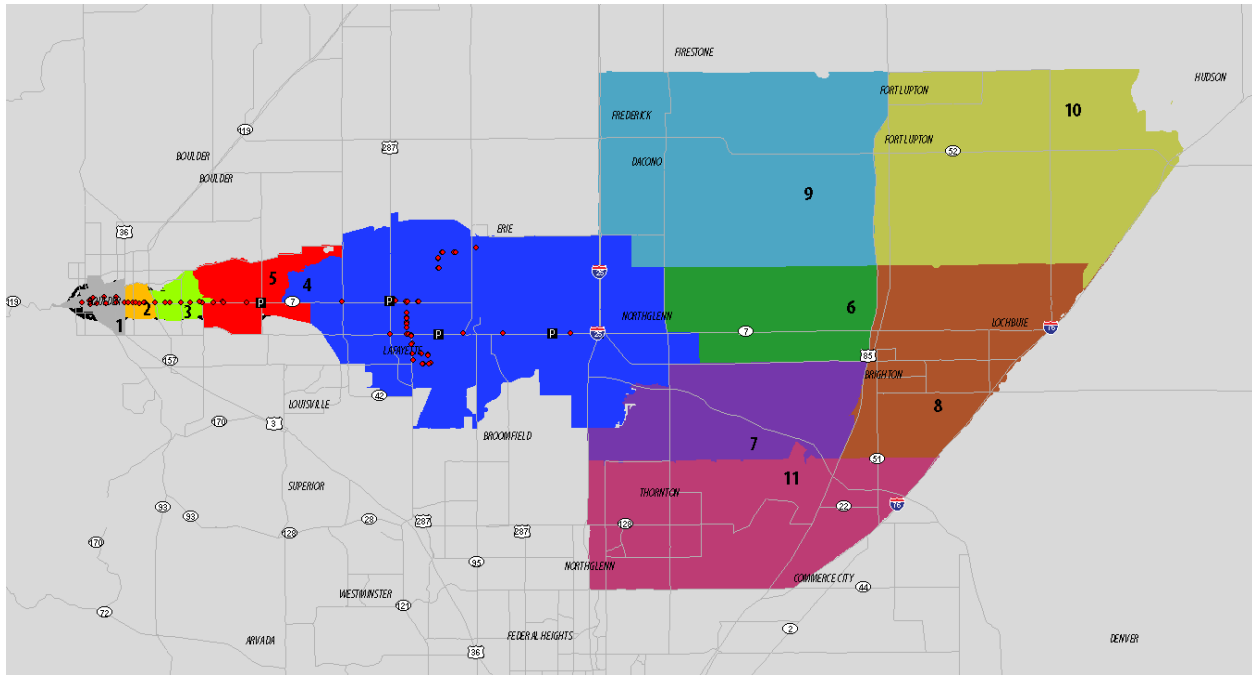 FIRESTONE
HUDSON
FORT LUPTON
10
FREDERICK
119
FORT LUPTON
287
52
BOULDER
DACONO
BOULDER
9
ERIE
36
25
5
4
119
BOULDER
P
7
P
6
2
3
NORTHGLENN
LOCHBUIE
1
7
76
P
P
25
LAFAYETTE
85
157
BRIGHTON
42
LOUISVILLE
8
170
3
BROOMFIELD
7
51
11
SUPERIOR
THORNTON
93
22
76
93
28
287
128
128
287
170
95
NORTHGLENN
COMMERCE CITY
44
WESTMINSTER
121
72
2
ARVADA
FEDERAL HEIGHTS
DENVER
36